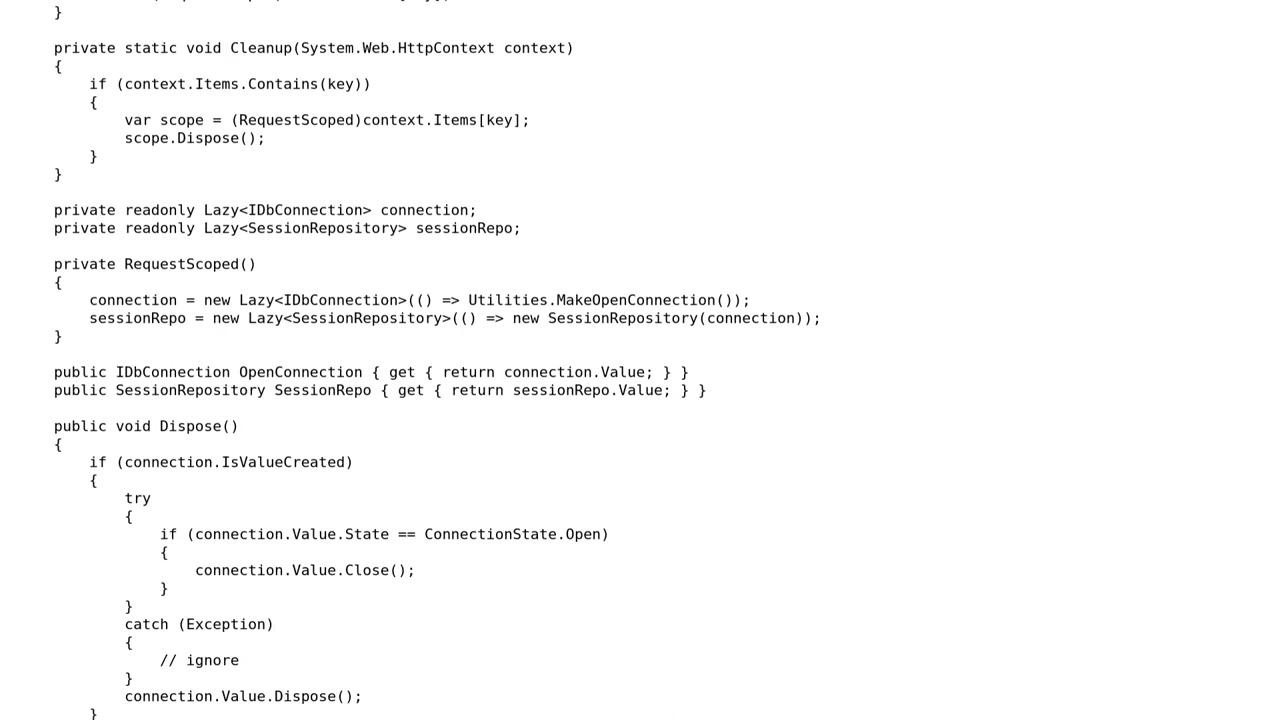 }
private static void Cleanup(System.Web.HttpContext context)
{
if (context.Items.Contains(key))
{
var scope = (RequestScoped)context.Items[key];
scope.Dispose();
}
}
private readonly Lazy<IDbConnection> connection;
private readonly Lazy<SessionRepository> sessionRepo;
private RequestScoped()
{
connection = new Lazy<IDbConnection>(() => Utilities.MakeOpenConnection());
sessionRepo = new Lazy<SessionRepository>(() => new SessionRepository(connection));
}
public IDbConnection OpenConnection { get { return connection.Value; } }
public SessionRepository SessionRepo { get { return sessionRepo.Value; } }
public void Dispose()
{
if (connection.IsValueCreated)
{
try
{
if (connection.Value.State == ConnectionState.Open)
{
connection.Value.Close();
}
}
catch (Exception)
{
// ignore
}
connection.Value.Dispose();
}